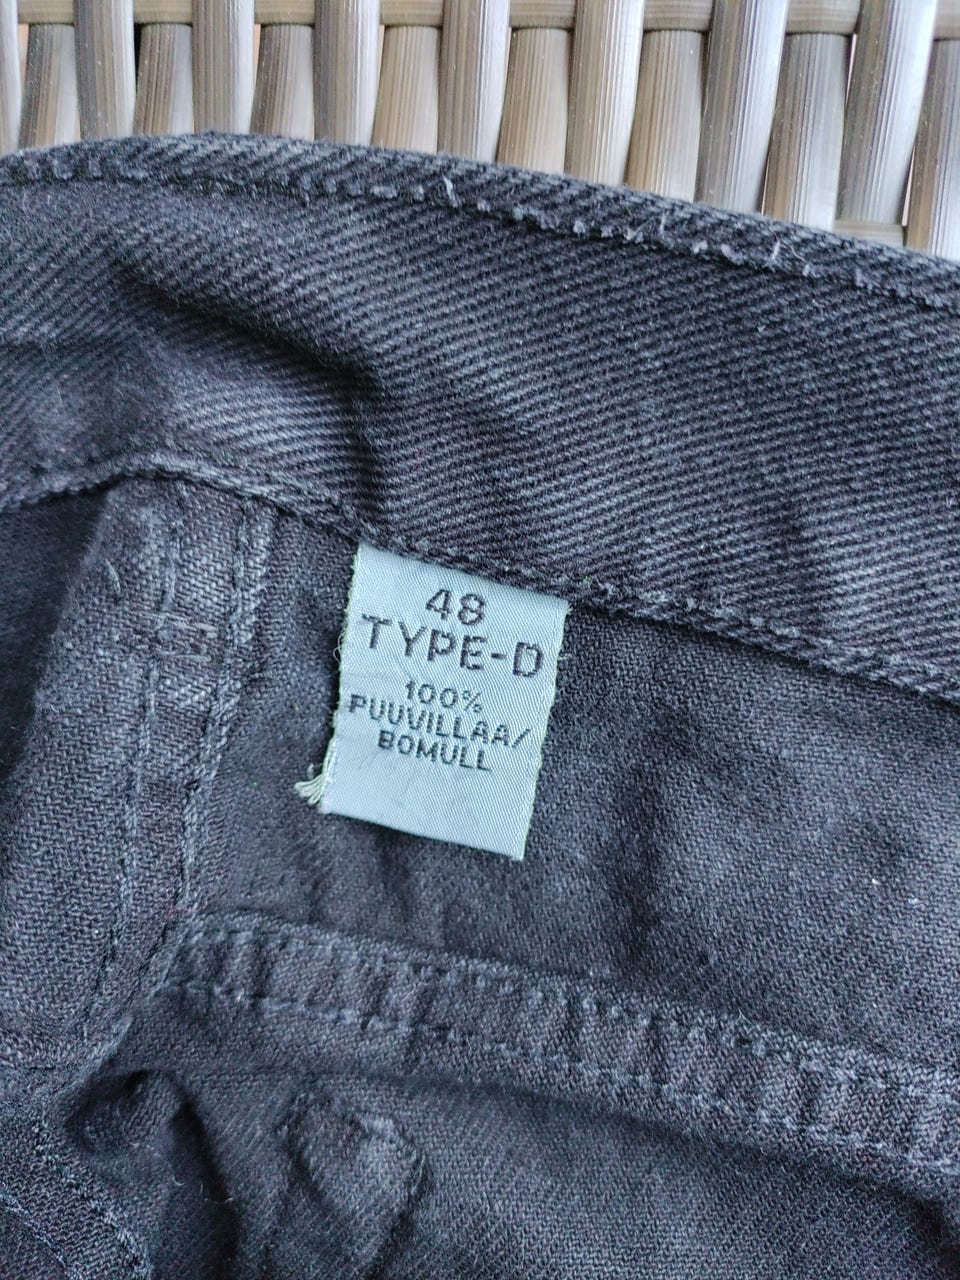 48
TYPE-D
100%
PUUVILLAA/
BOMULL